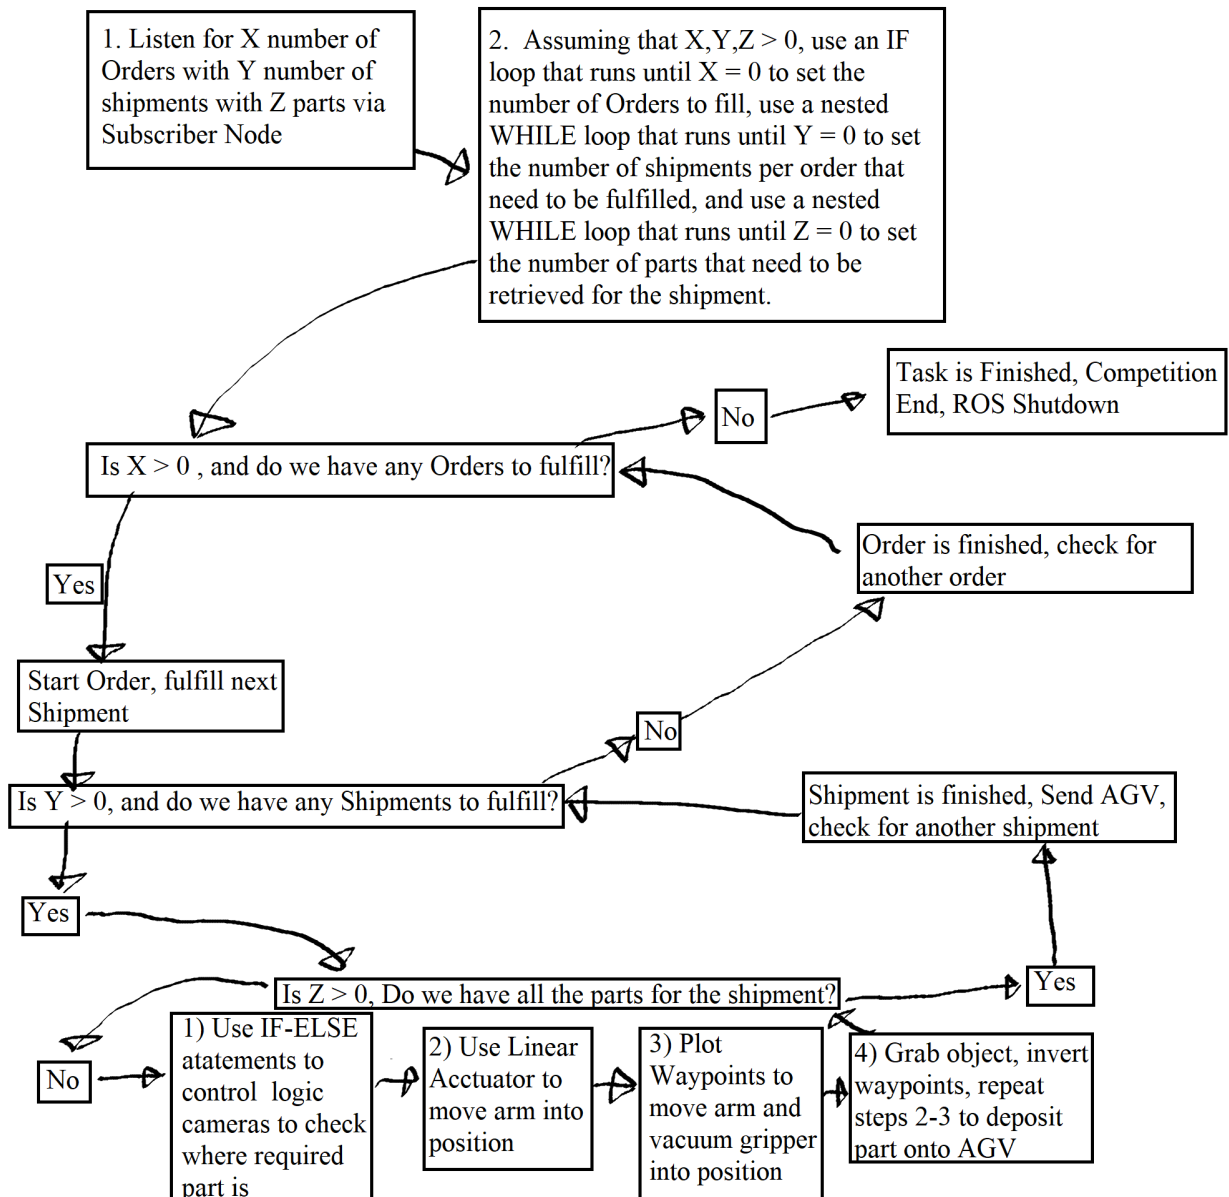 1. Listen for X number of
Orders with Y number of
shipments with Z parts via
Subscriber Node
2. Assuming that X,Y,Z > 0, use an IF
loop that runs until X = 0 to set the
number of Orders to fill, use a nested
WHILE loop that runs until Y = 0 to set
the number of shipments per order that
need to be fulfilled, and use a nested
WHILE loop that runs until Z = 0 to set
the number of parts that need to be
retrieved for the shipment.
Task is Finished, Competition
End, ROS Shutdown
No
Is X > 0 , and do we have any Orders to fulfill?
Order is finished, check for
another order
Yes
Start Order, fulfill next
Shipment
No
Is Y > 0, and do we have any Shipments to fulfill?
Shipment is finished, Send AGV,
check for another shipment
Yes
Is Z > 0, Do we have all the parts for the shipment?
Yes
No
1) Use IF-ELSE
atatements to
control logic
cameras to check
where required
part is
2) Use Linear
Acctuator to
move arm into
position
3) Plot
Waypoints to
move arm and
vacuum gripper
into position
4) Grab object, invert
waypoints, repeat
steps 2-3 to deposit
part onto AGV